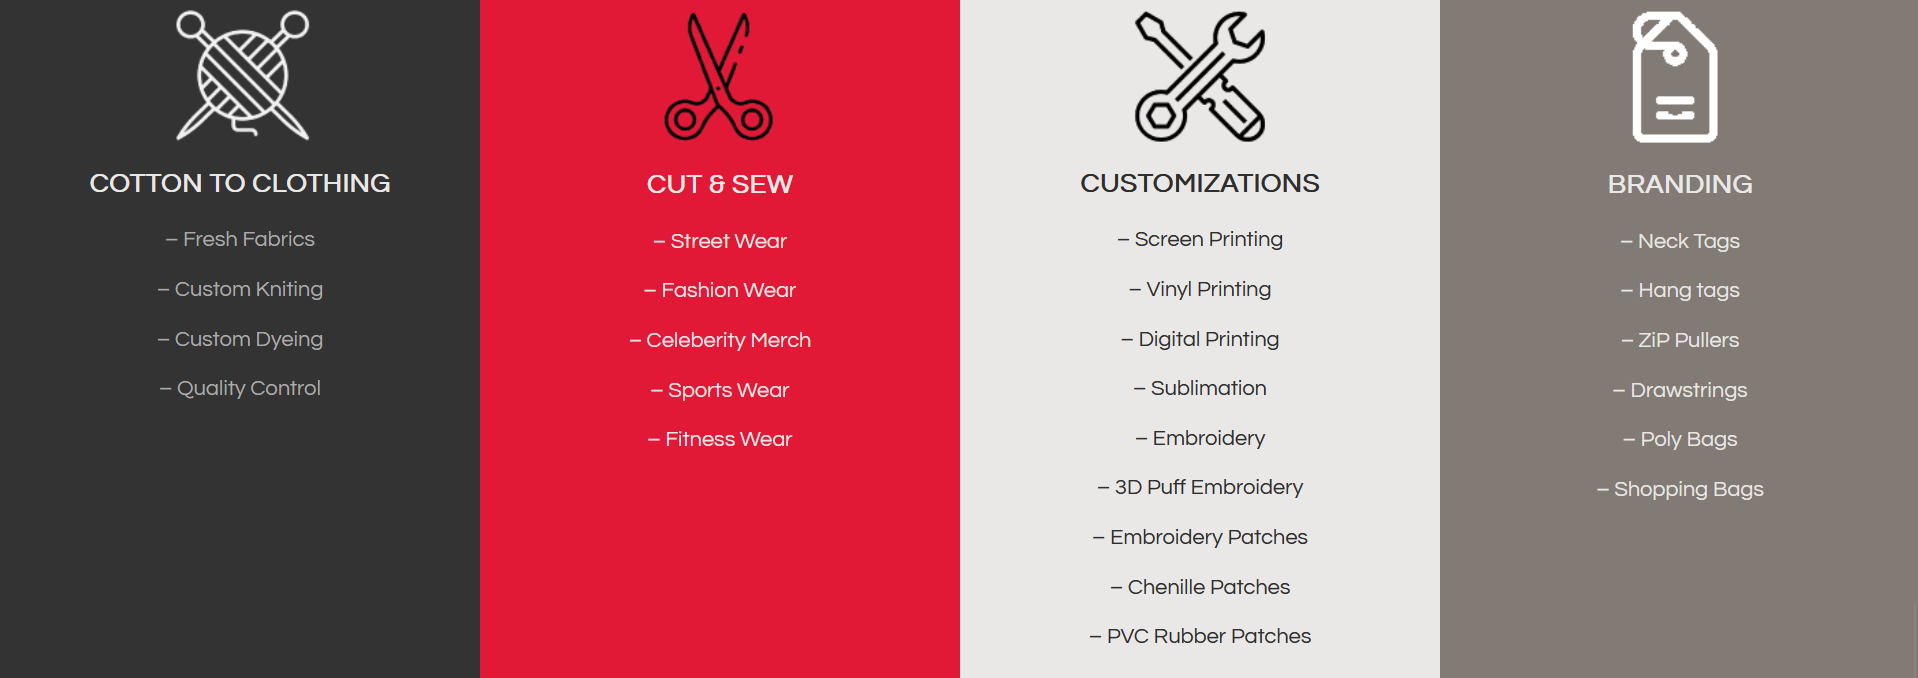 COTTON TO CLOTHING
– Fresh Fabrics
– Custom Kniting
– Custom Dyeing
– Quality Control
CUT & SEW
– Street Wear
– Fashion Wear
– Celeberity Merch
– Sports Wear
– Fitness Wear
CUSTOMIZATIONS
– Screen Printing
– Vinyl Printing
– Digital Printing
– Sublimation
– Embroidery
– 3D Puff Embroidery
– Embroidery Patches
– Chenille Patches
– PVC Rubber Patches
BRANDING
– Neck Tags
– Hang tags
– ZiP Pullers
– Drawstrings
– Poly Bags
– Shopping Bags